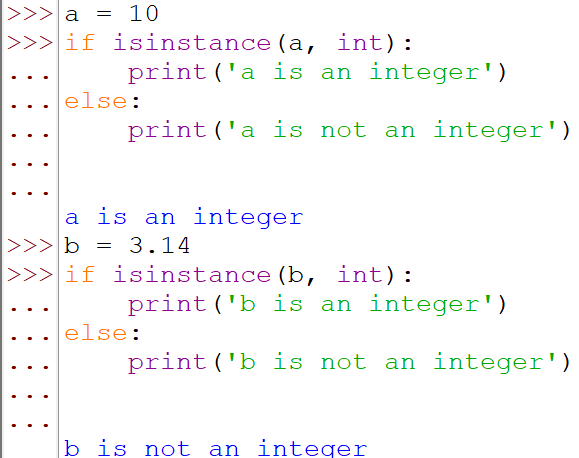 >>> a = 10
>>> if isinstance(a, int):
...     print('a is an integer')
... else:
...     print('a is not an integer')
...
...
    a is an integer
>>> b = 3.14
>>> if isinstance(b, int):
...     print('b is an integer')
... else:
...     print('b is not an integer')
...
...
    b is not an integer